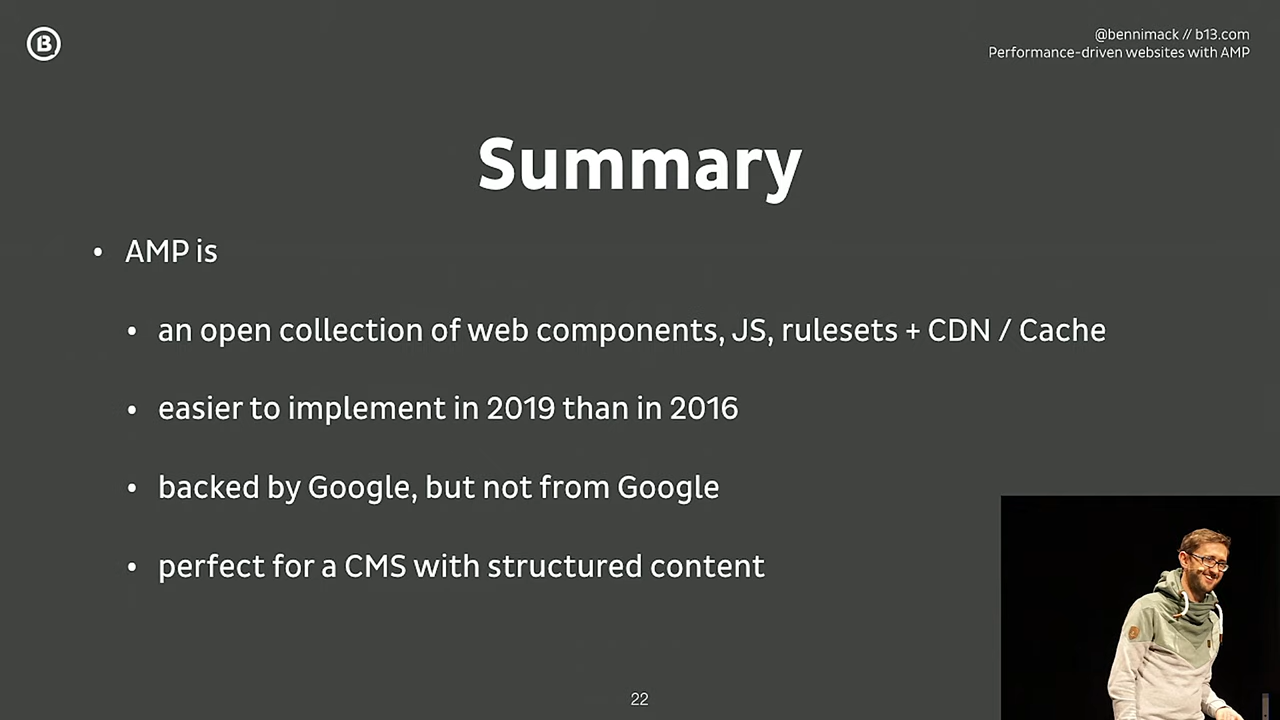 B
@bennimack // b13.com
Performance-driven websites with AMP
Summary
• AMP is
• an open collection of web components, JS, rulesets + CDN / Cache
• easier to implement in 2019 than in 2016
• backed by Google, but not from Google
• perfect for a CMS with structured content
22